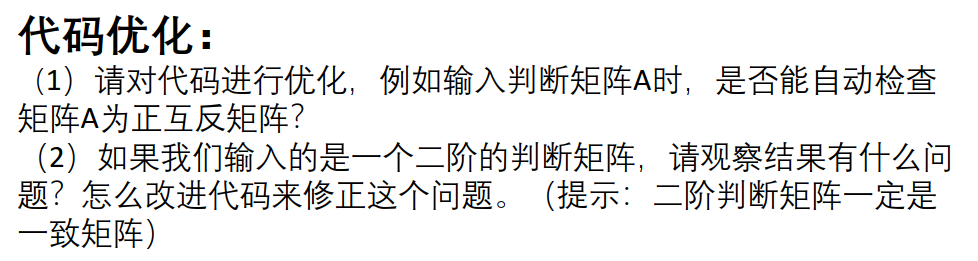 代码优化：
（1）请对代码进行优化，例如输入判断矩阵A时，是否能自动检查
矩阵A为正互反矩阵？
（2）如果我们输入的是一个二阶的判断矩阵，请观察结果有什么问
题？怎么改进代码来修正这个问题。（提示：二阶判断矩阵一定是
一致矩阵）